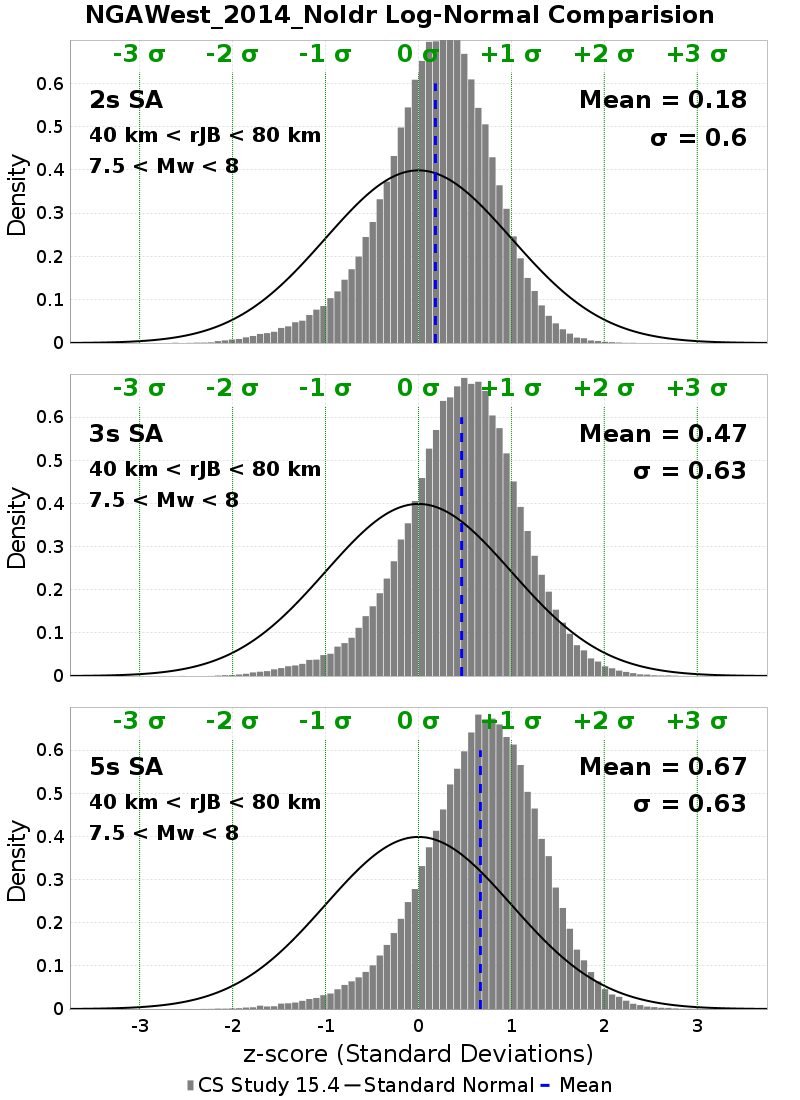 NGAWest_2014_NoIdr Log-Normal Comparision
-3 σ -2 σ -1 σ 0 σ +1 σ +2 σ +3 σ
2s SA
Mean = 0.18
40 km < rJB < 80 km
σ = 0.6
7.5 < Mw < 8
Density
0.6
0.5
0.4
0.3
0.2
0.1
0
-3 σ -2 σ -1 σ 0 σ +1 σ +2 σ +3 σ
3s SA
Mean = 0.47
40 km < rJB < 80 km
σ = 0.63
7.5 < Mw < 8
Density
0.6
0.5
0.4
0.3
0.2
0.1
0
-3 σ -2 σ -1 σ 0 σ +1 σ +2 σ +3 σ
5s SA
Mean = 0.67
40 km < rJB < 80 km
σ = 0.63
7.5 < Mw < 8
Density
0.6
0.5
0.4
0.3
0.2
0.1
0
-3 -2 -1 0 1 2 3
z-score (Standard Deviations)
CS Study 15.4 Standard Normal Mean